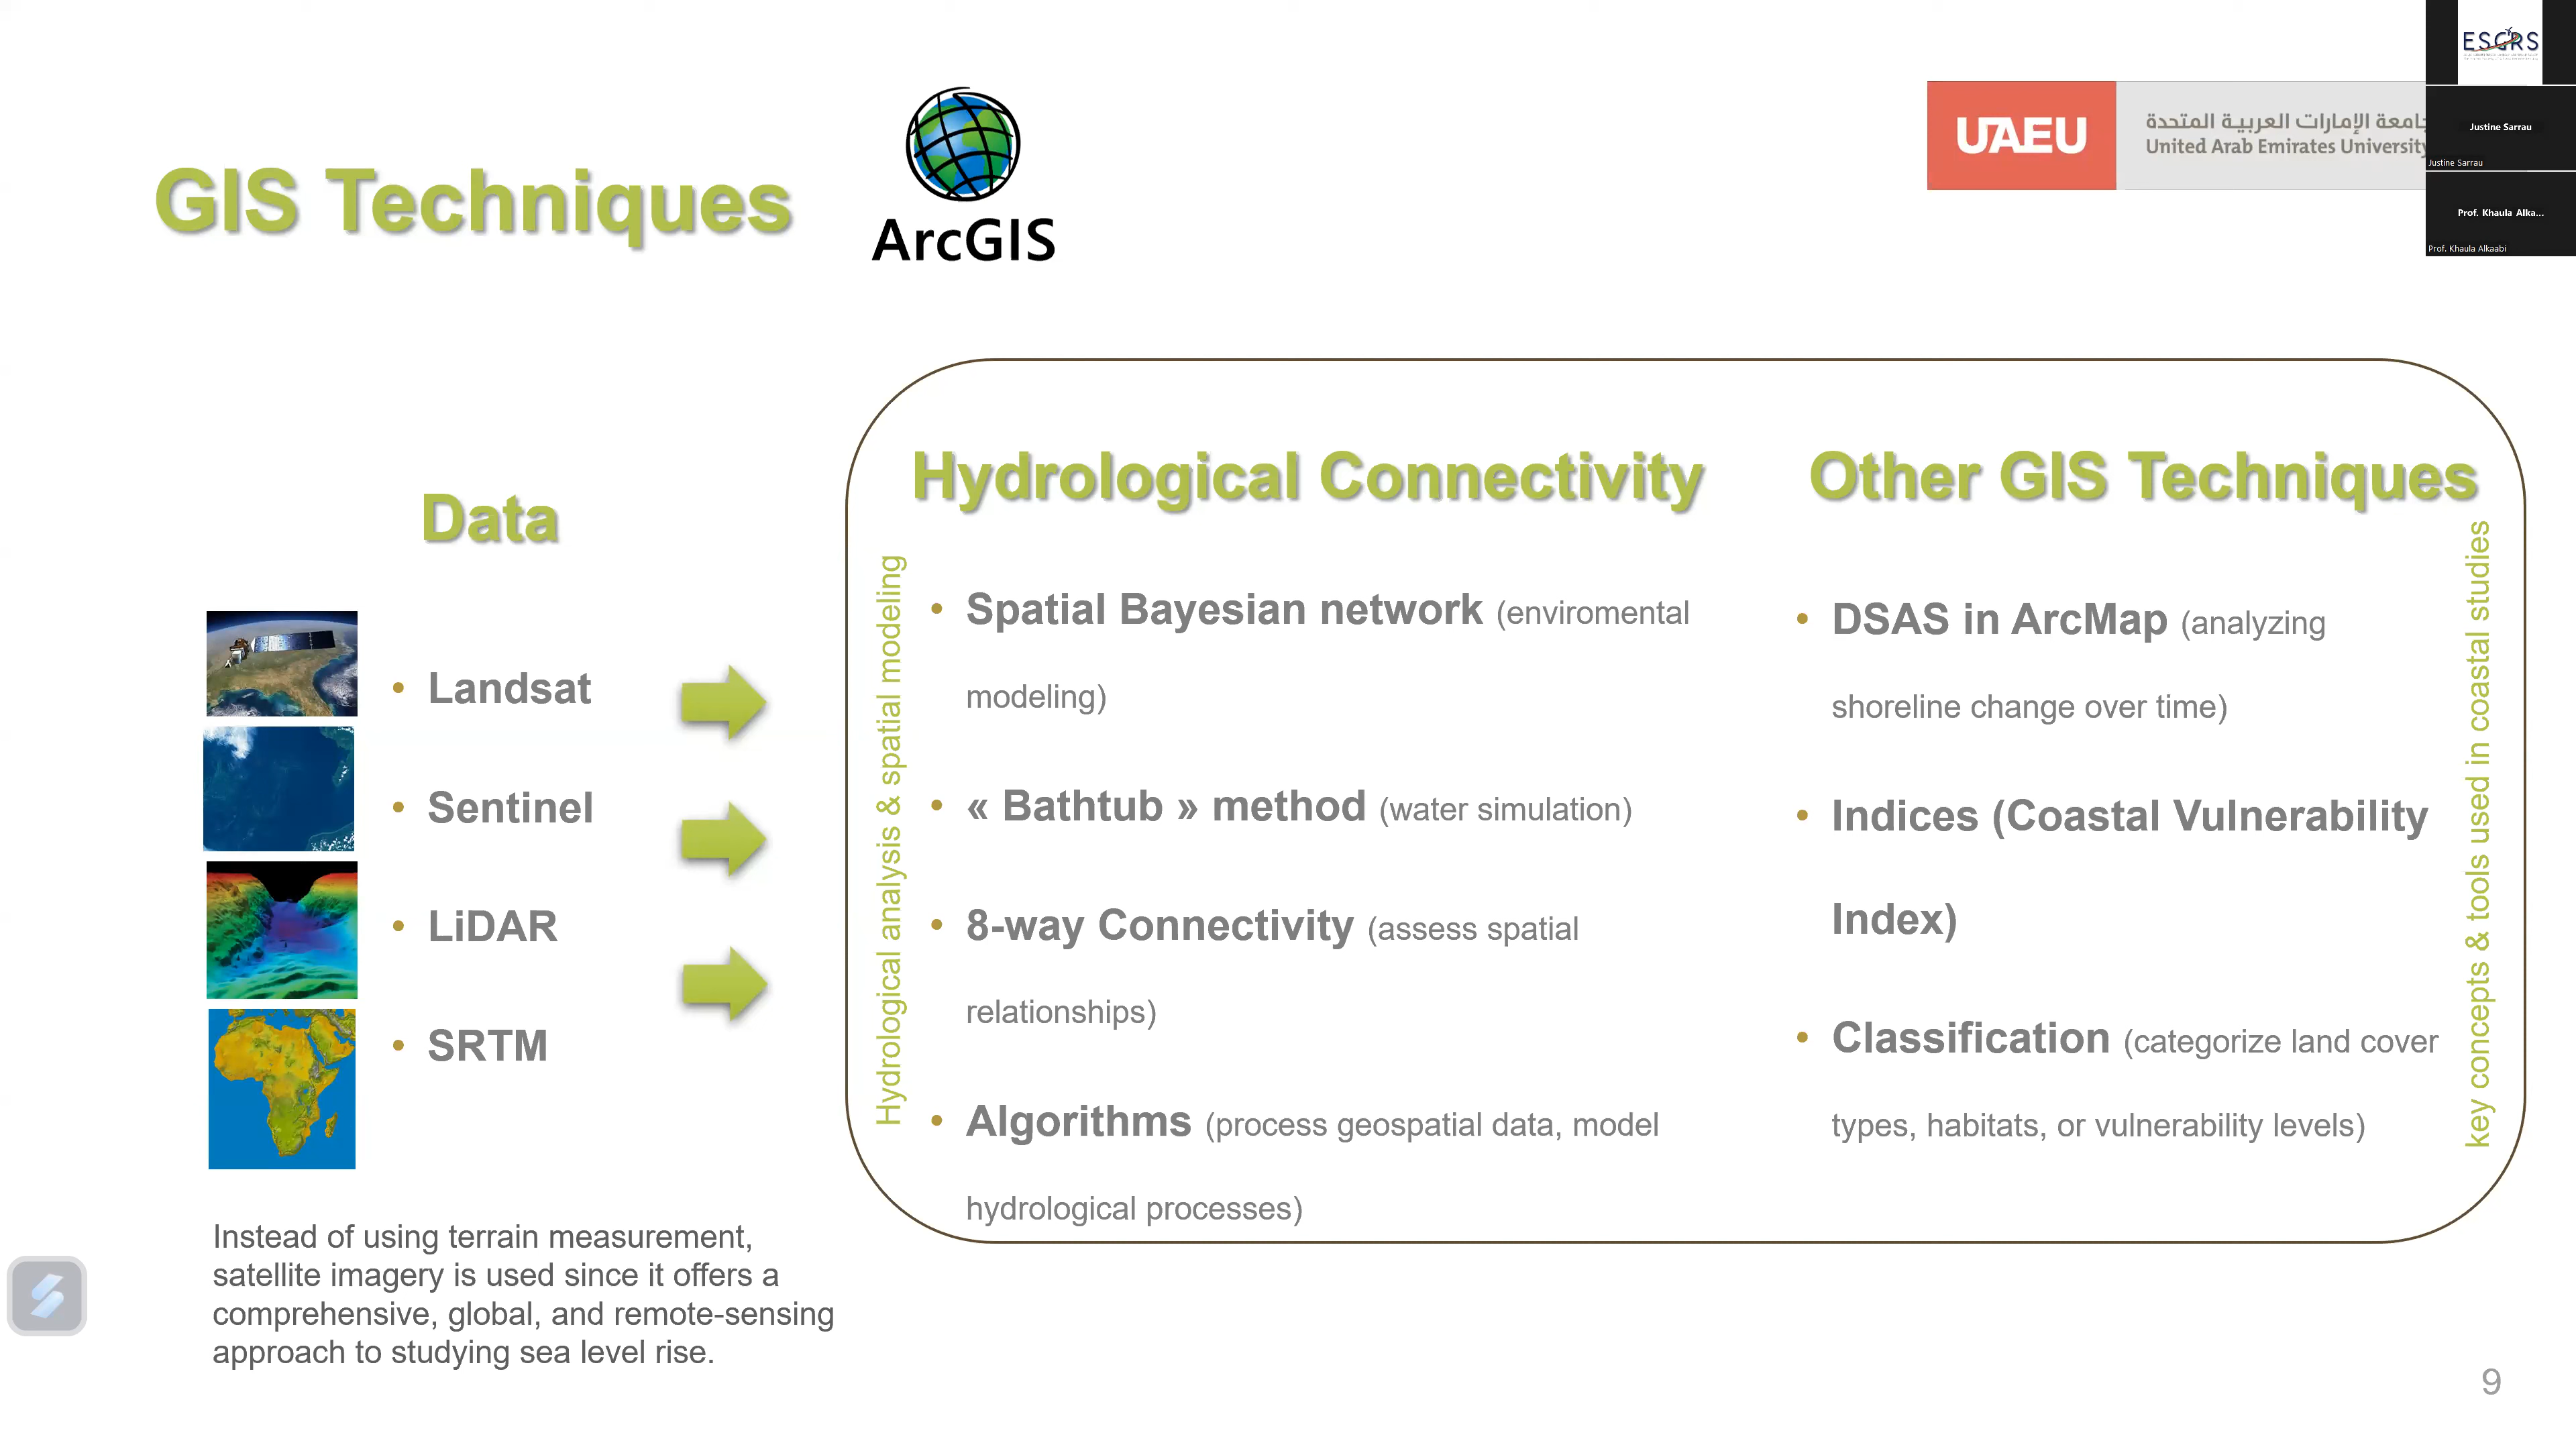 GIS Techniques
ArcGIS
UAEU
جامعة الإمارات العربية المتحدة
United Arab Emirates University
ESGRS
Justine Sarrau
Justine Sarrau
Prof. Khaula Alka...
Prof. Khaula Alkaabi
Data
• Landsat
• Sentinel
• LiDAR
• SRTM
Instead of using terrain measurement,
satellite imagery is used since it offers a
comprehensive, global, and remote-sensing
approach to studying sea level rise.
Hydrological Connectivity
Hydrological analysis & spatial modeling
• Spatial Bayesian network (enviromental
modeling)
• « Bathtub » method (water simulation)
• 8-way Connectivity (assess spatial
relationships)
• Algorithms (process geospatial data, model
hydrological processes)
Other GIS Techniques
• DSAS in ArcMap (analyzing
shoreline change over time)
• Indices (Coastal Vulnerability
Index)
• Classification (categorize land cover
types, habitats, or vulnerability levels)
key concepts & tools used in coastal studies
9